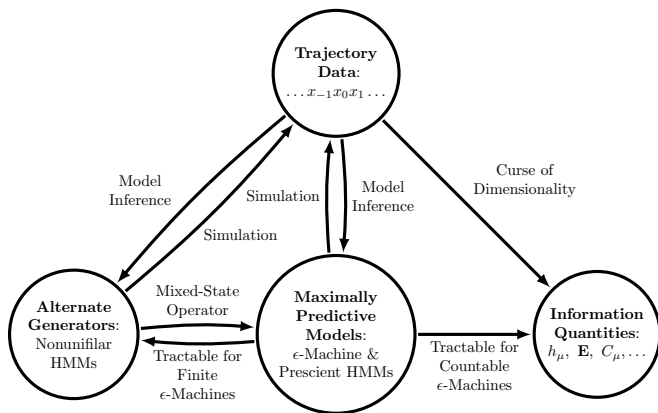 Trajectory
Data:
...x₋₁x₀x₁...
Curse of
Dimensionality
Model
Inference
Simulation
Simulation
Model
Inference
Alternate
Generators:
Nonunifilar
HMMs
Mixed-State
Operator
Tractable for
Finite
ϵ-Machines
Maximally
Predictive
Models:
ϵ-Machine &
Prescient HMMs
Tractable for
Countable
ϵ-Machines
Information
Quantities:
hμ, E, Cμ,...